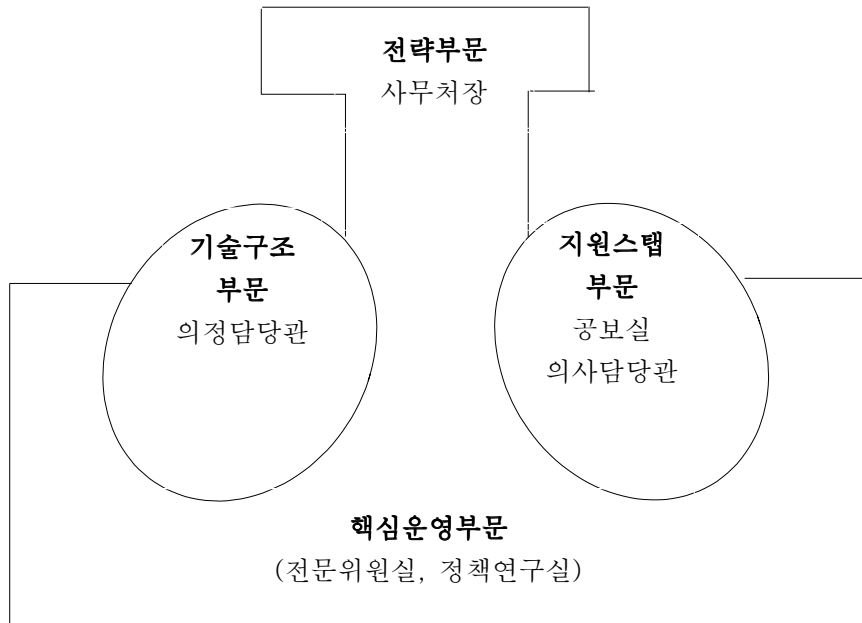 전략부문
사무처장
기술구조
부문
의정담당관
지원스탭
부문
공보실
의사담당관
핵심운영부문
(전문위원실, 정책연구실)